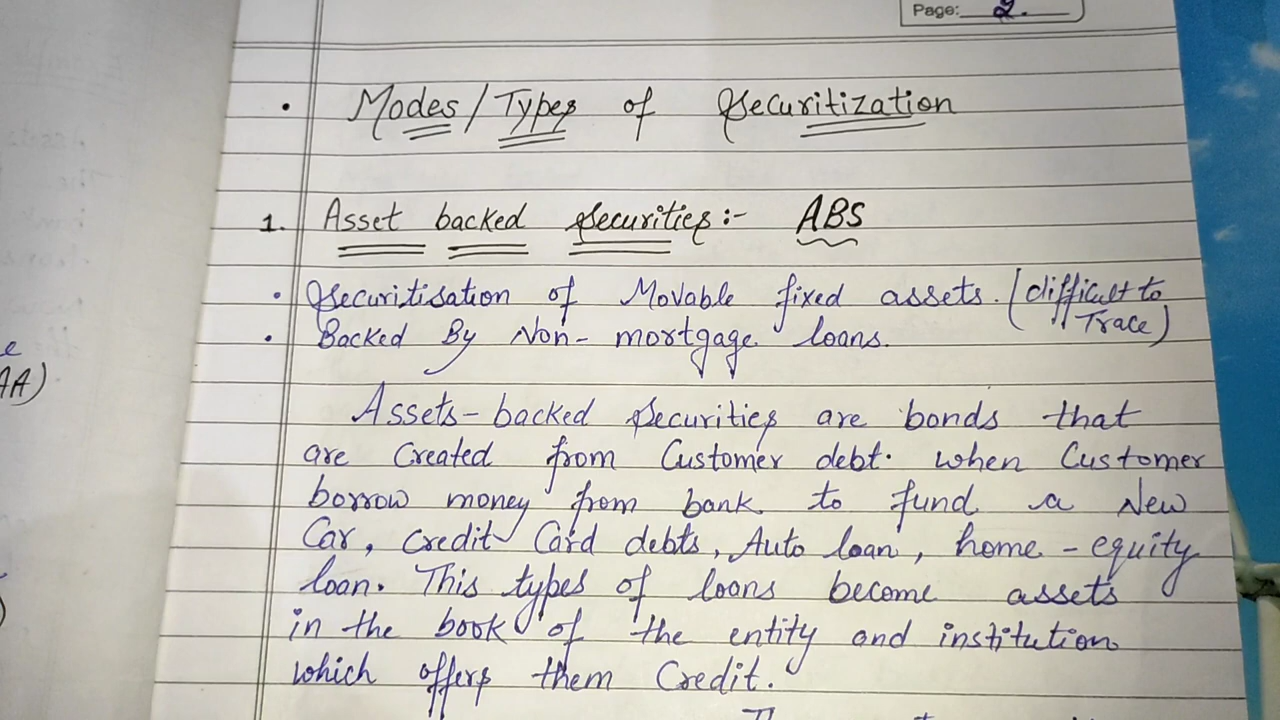 Page: 2.
• Modes/Types of Securitization
1. Asset backed Securities:- ABS
• Securitisation of Movable fixed assets. (difficult to
Trace)
• Backed By Non-mortgage loans.
Assets-backed Securities are bonds that
are Created from Customer debt. when Customer
borrow money from bank to fund a New
Car, Credit Card debts, Auto loan, home-equity
loan. This types of loans become assets
in the book of the entity and institution
which offers them Credit.
e
AA)